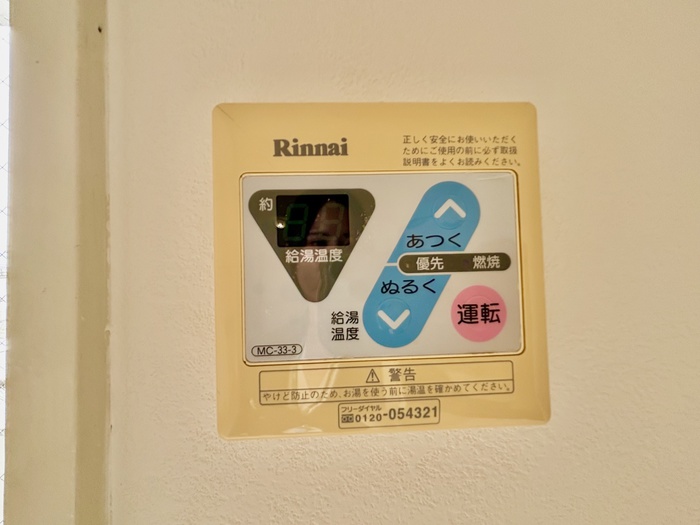 Rinnai
正しく安全にお使いいただく
ためにご使用の前に必ず取扱
説明書をよくお読みください。
約
給湯温度
あつく
優先 燃焼
ぬるく
給湯
温度
運転
MC-33-3
⚠ 警告
やけど防止のため、お湯を使う前に湯温を確かめてください。
フリーダイヤル
0120-054321